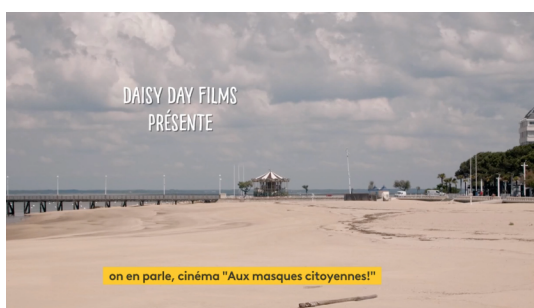 DAISY DAY FILMS
PRÉSENTE
on en parle, cinéma "Aux masques citoyennes!"